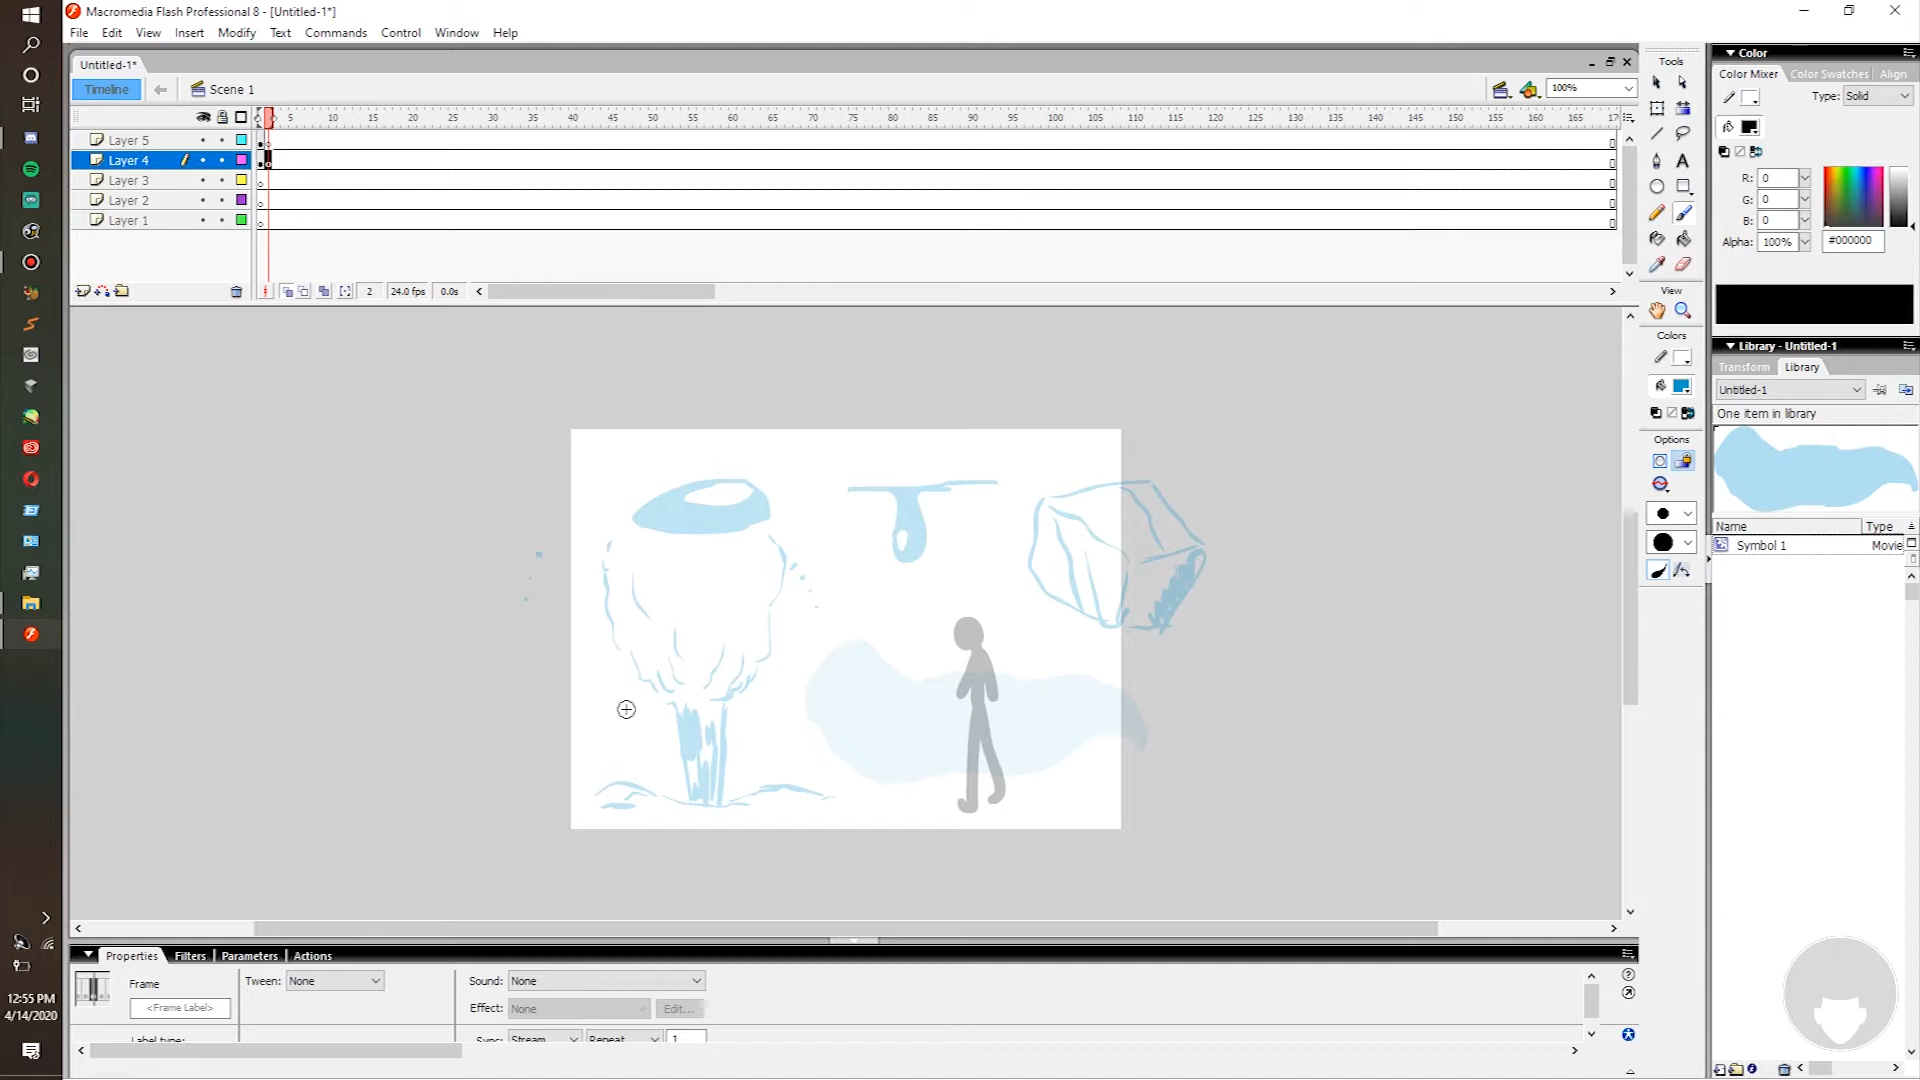 Macromedia Flash Professional 8 - [Untitled-1*]
File Edit View Insert Modify Text Commands Control Window Help
Untitled-1*
Timeline Scene 1 100%
5 10 15 20 25 30 35 40 45 50 55 60 65 70 75 80 85 90 95 100 105 110 115 120 125 130 135 140 145 150 155 160 165 17
Layer 5
Layer 4
Layer 3
Layer 2
Layer 1
2 24.0 fps 0.0s
Tools
View
Colors
Options
Color
Color Mixer Color Swatches Align
Type: Solid
R: 0
G: 0
B: 0
Alpha: 100% #000000
Library - Untitled-1
Transform Library
Untitled-1
One item in library
Name Type
Symbol 1 Movie
Properties Filters Parameters Actions
Frame Tween: None Sound: None
<Frame Label> Effect: None Edit...
Label type: Sync: Stream Repeat 1
12:55 PM
4/14/2020